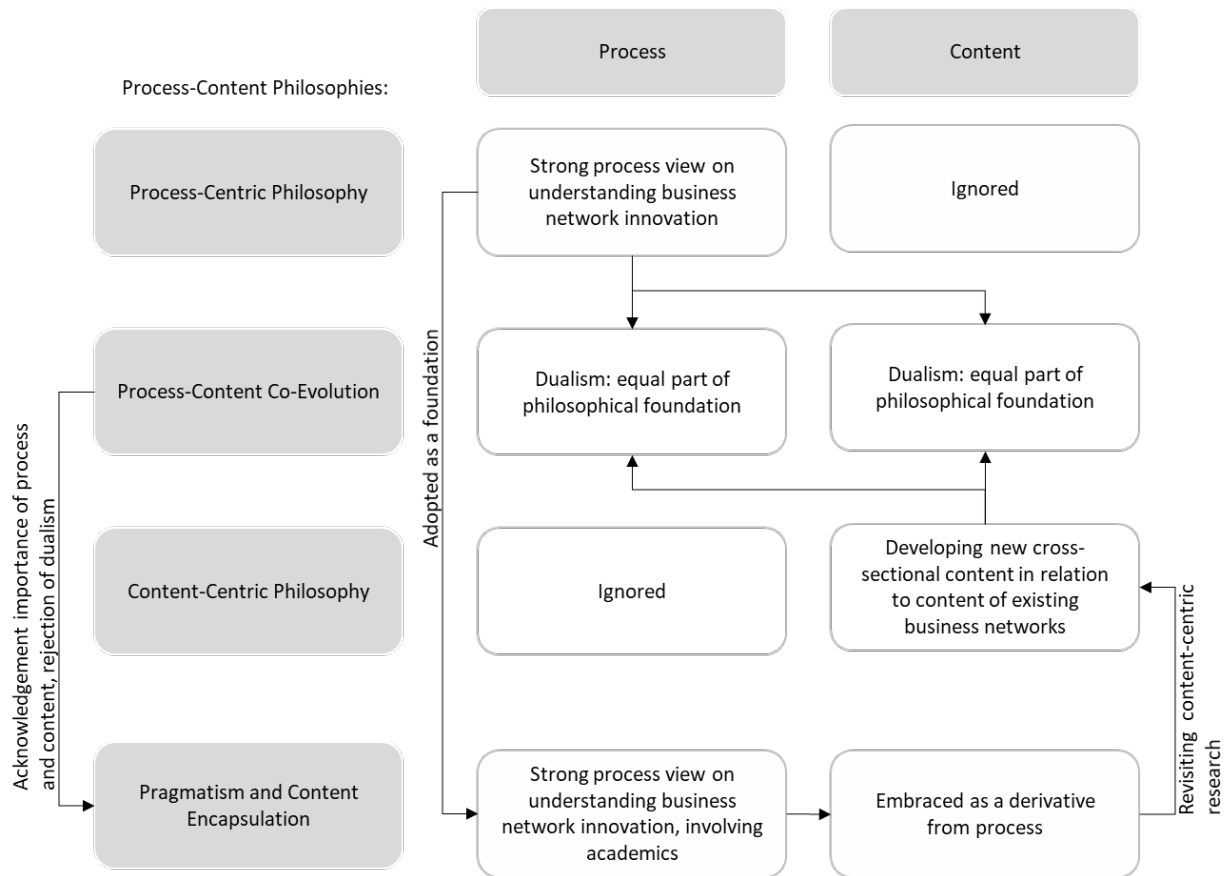 Process
Content
Process-Content Philosophies:
Process-Centric Philosophy
Strong process view on
understanding business
network innovation
Ignored
Adopted as a foundation
Process-Content Co-Evolution
Dualism: equal part of
philosophical foundation
Dualism: equal part of
philosophical foundation
Acknowledgement importance of process
and content, rejection of dualism
Content-Centric Philosophy
Ignored
Developing new cross-
sectional content in relation
to content of existing
business networks
Revisiting content-centric
research
Pragmatism and Content
Encapsulation
Strong process view on
understanding business
network innovation, involving
academics
Embraced as a derivative
from process